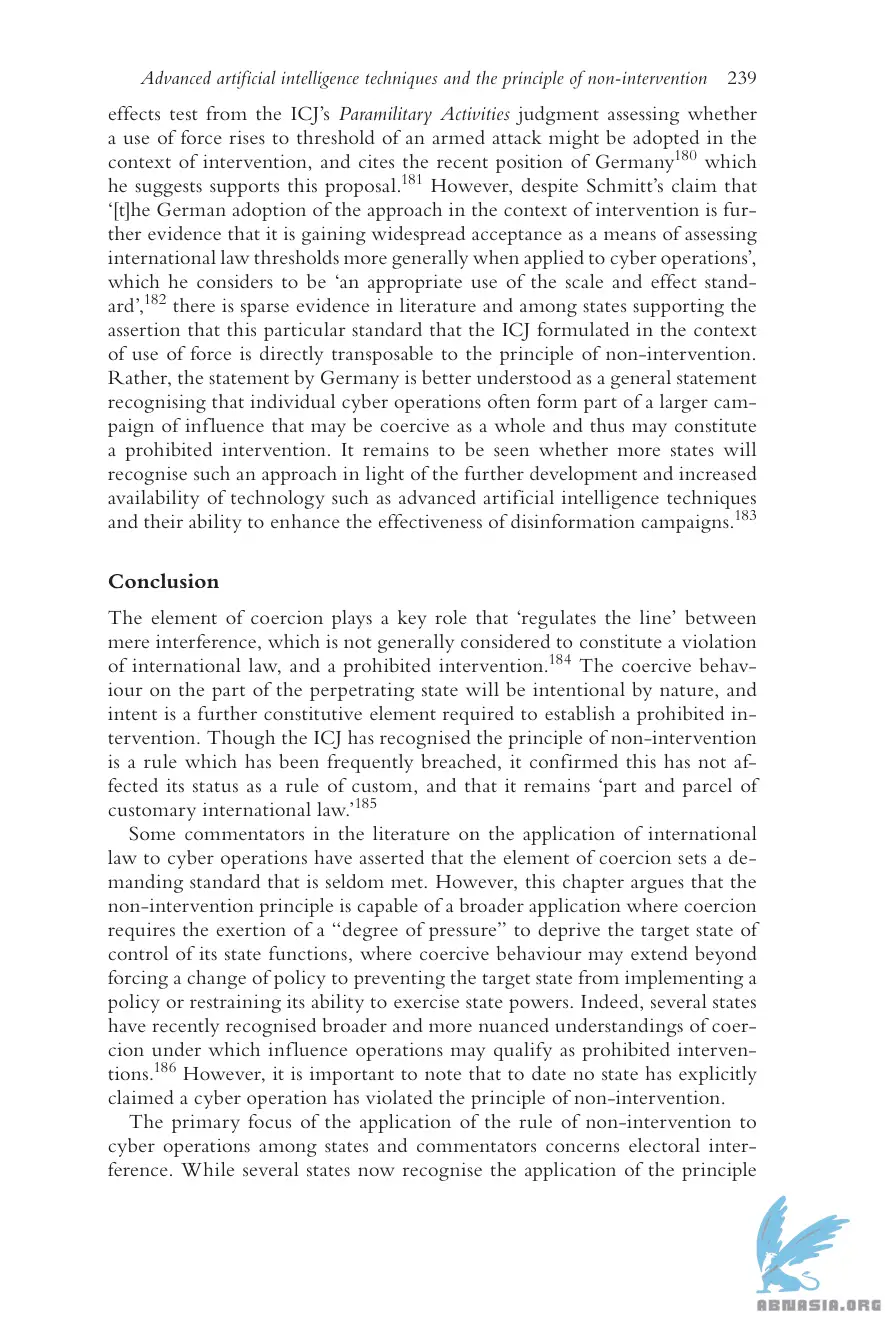 Advanced artificial intelligence techniques and the principle of non-intervention 239
effects test from the ICJ’s Paramilitary Activities judgment assessing whether
a use of force rises to threshold of an armed attack might be adopted in the
context of intervention, and cites the recent position of Germany180 which
he suggests supports this proposal.181 However, despite Schmitt’s claim that
‘[t]he German adoption of the approach in the context of intervention is fur-
ther evidence that it is gaining widespread acceptance as a means of assessing
international law thresholds more generally when applied to cyber operations’,
which he considers to be ‘an appropriate use of the scale and effect stand-
ard’,182 there is sparse evidence in literature and among states supporting the
assertion that this particular standard that the ICJ formulated in the context
of use of force is directly transposable to the principle of non-intervention.
Rather, the statement by Germany is better understood as a general statement
recognising that individual cyber operations often form part of a larger cam-
paign of influence that may be coercive as a whole and thus may constitute
a prohibited intervention. It remains to be seen whether more states will
recognise such an approach in light of the further development and increased
availability of technology such as advanced artificial intelligence techniques
and their ability to enhance the effectiveness of disinformation campaigns.183
Conclusion
The element of coercion plays a key role that ‘regulates the line’ between
mere interference, which is not generally considered to constitute a violation
of international law, and a prohibited intervention.184 The coercive behav-
iour on the part of the perpetrating state will be intentional by nature, and
intent is a further constitutive element required to establish a prohibited in-
tervention. Though the ICJ has recognised the principle of non-intervention
is a rule which has been frequently breached, it confirmed this has not af-
fected its status as a rule of custom, and that it remains ‘part and parcel of
customary international law.’185
Some commentators in the literature on the application of international
law to cyber operations have asserted that the element of coercion sets a de-
manding standard that is seldom met. However, this chapter argues that the
non-intervention principle is capable of a broader application where coercion
requires the exertion of a “degree of pressure” to deprive the target state of
control of its state functions, where coercive behaviour may extend beyond
forcing a change of policy to preventing the target state from implementing a
policy or restraining its ability to exercise state powers. Indeed, several states
have recently recognised broader and more nuanced understandings of coer-
cion under which influence operations may qualify as prohibited interven-
tions.186 However, it is important to note that to date no state has explicitly
claimed a cyber operation has violated the principle of non-intervention.
The primary focus of the application of the rule of non-intervention to
cyber operations among states and commentators concerns electoral inter-
ference. While several states now recognise the application of the principle
ABNASIA.ORG